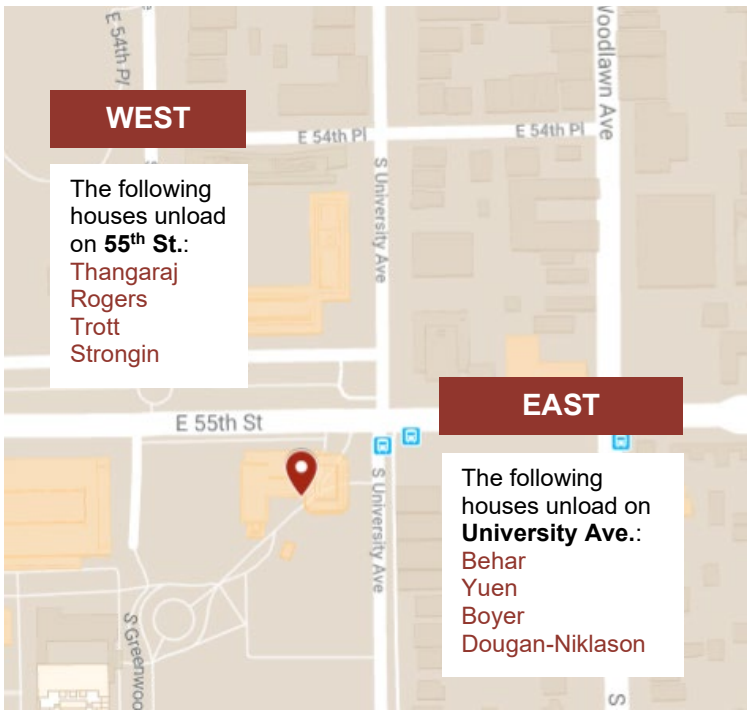 E 54th Pl
Woodlawn Ave
WEST
E 54th Pl
E 54th Pl
S University Ave
The following
houses unload
on 55th St.:
Thangaraj
Rogers
Trott
Strongin
EAST
E 55th St
S University Ave
The following
houses unload on
University Ave.:
Behar
Yuen
Boyer
Dougan-Niklason
S Greenwoo
S